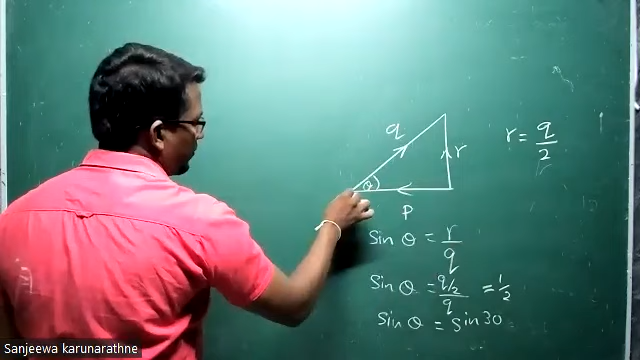 q
r
θ
p
r = q/2
Sin θ = r/q
Sin θ = (q/2)/q = 1/2
Sin θ = Sin 30
Sanjeewa karunarathne